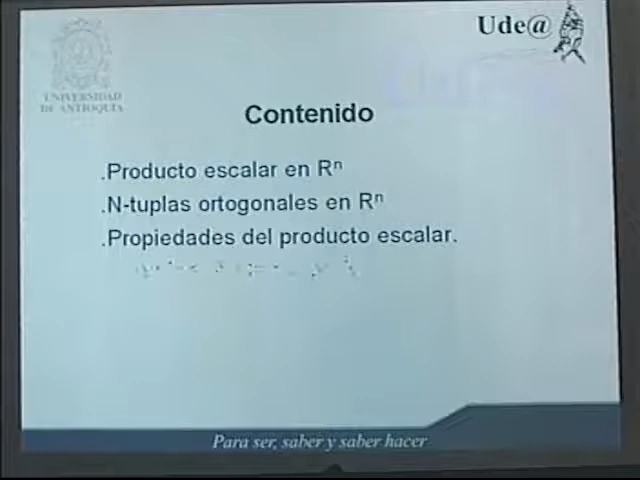 UNIVERSIDAD
DE ANTIOQUIA
Ude@
Contenido
.Producto escalar en Rⁿ
.N-tuplas ortogonales en Rⁿ
.Propiedades del producto escalar.
Para ser, saber y saber hacer